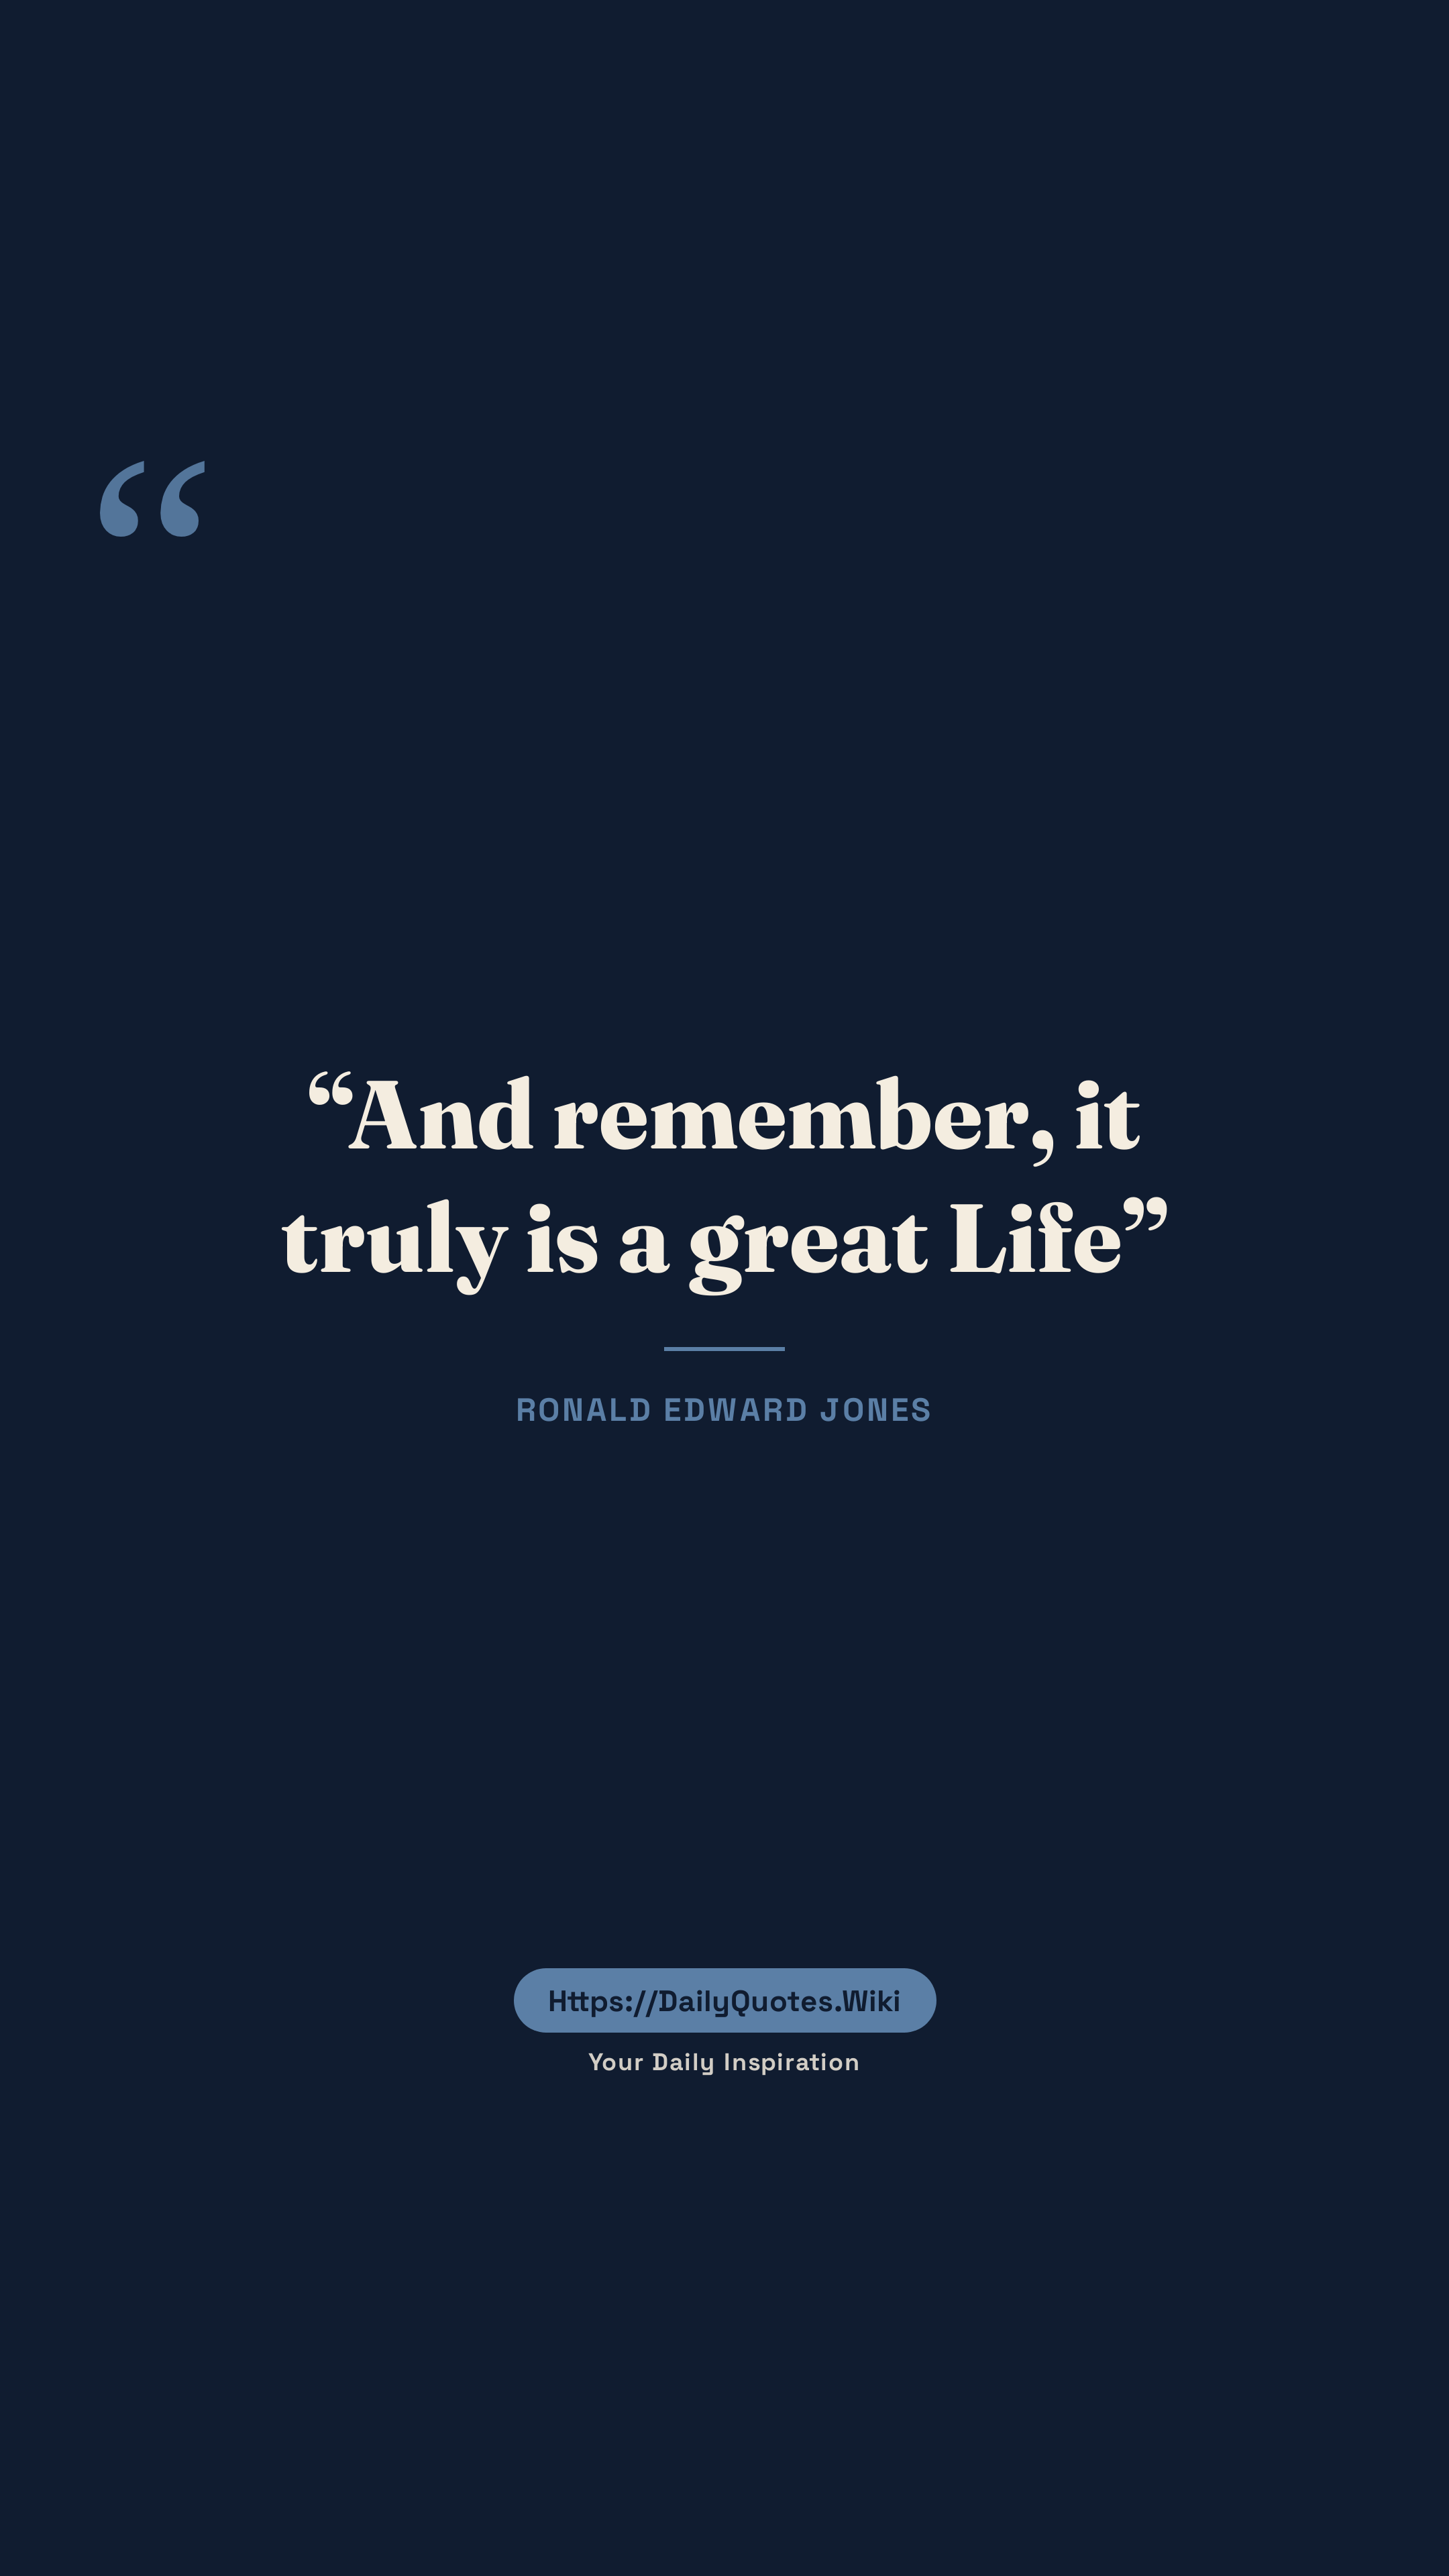 “
“And remember, it
truly is a great Life”
RONALD EDWARD JONES
Https://DailyQuotes.Wiki
Your Daily Inspiration